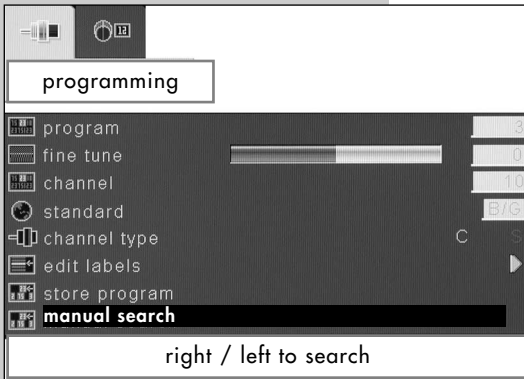 12
programming
program 3
fine tune 0
channel 10
standard B/G
channel type C S
edit labels
store program
manual search
right / left to search